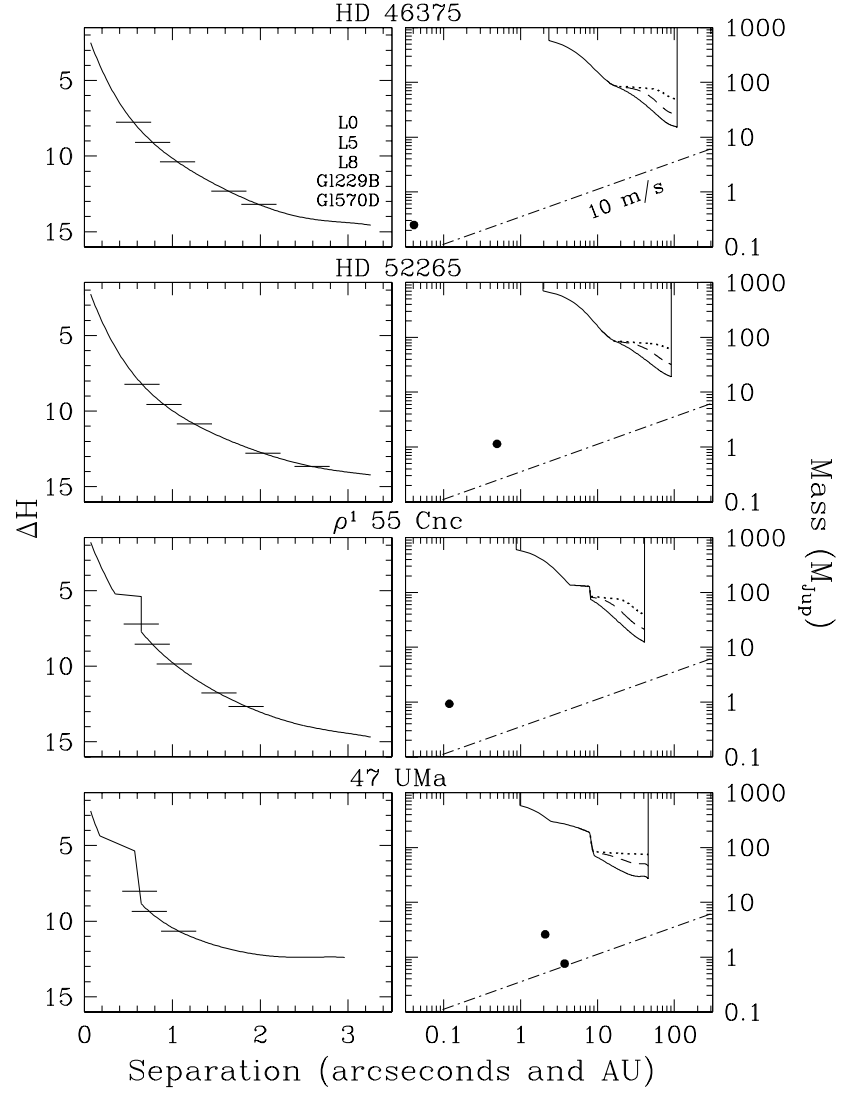 HD 46375
5
10
15
L0
L5
L8
Gl229B
Gl570D
10 m/s
1000
100
10
1
0.1
HD 52265
5
10
15
1000
100
10
1
0.1
ρ¹ 55 Cnc
5
10
15
1000
100
10
1
0.1
47 UMa
5
10
15
1000
100
10
1
0.1
0 1 2 3
0.1 1 10 100
ΔH
Mass (M_Jup)
Separation (arcseconds and AU)